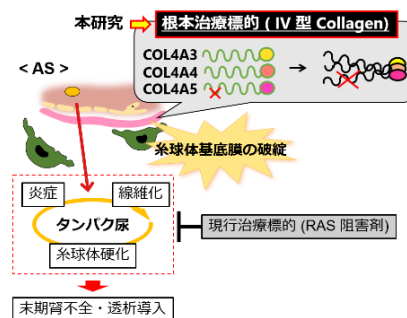 本研究
根本治療標的 ( IV 型 Collagen)
COL4A3
COL4A4
COL4A5
< AS >
糸球体基底膜の破綻
炎症
線維化
タンパク尿
糸球体硬化
現行治療標的 (RAS 阻害剤)
末期腎不全・透析導入